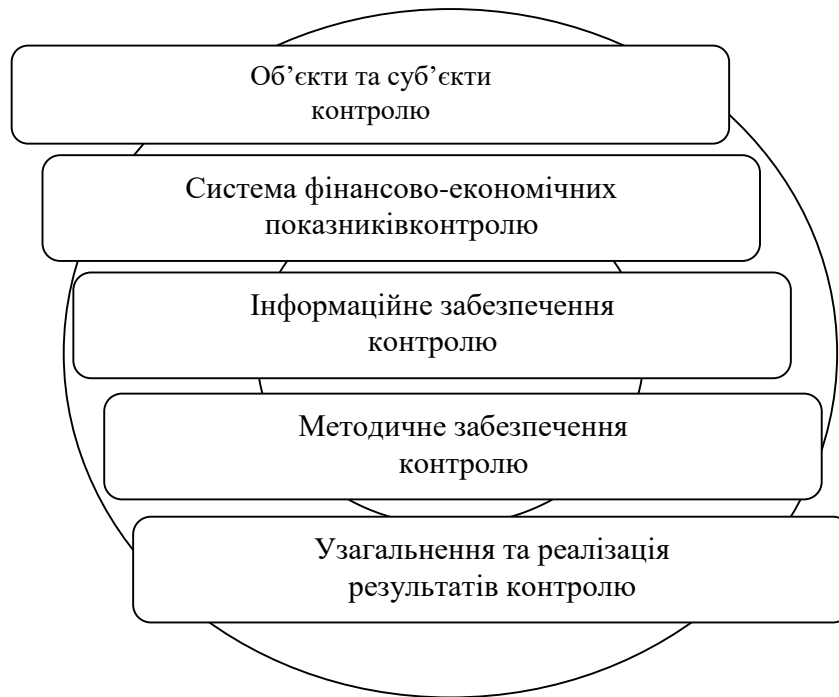 Об’єкти та суб’єкти
контролю
Система фінансово-економічних
показниківконтролю
Інформаційне забезпечення
контролю
Методичне забезпечення
контролю
Узагальнення та реалізація
результатів контролю